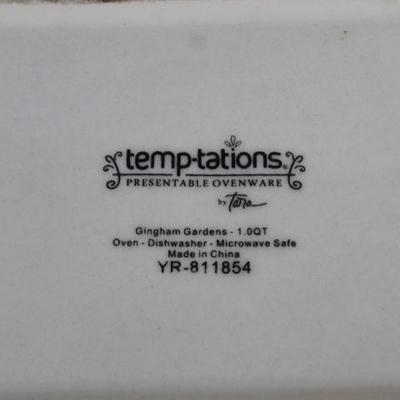 temp-tations®
PRESENTABLE OVENWARE
by Tara
Gingham Gardens - 1.0QT
Oven - Dishwasher - Microwave Safe
Made in China
YR-811854